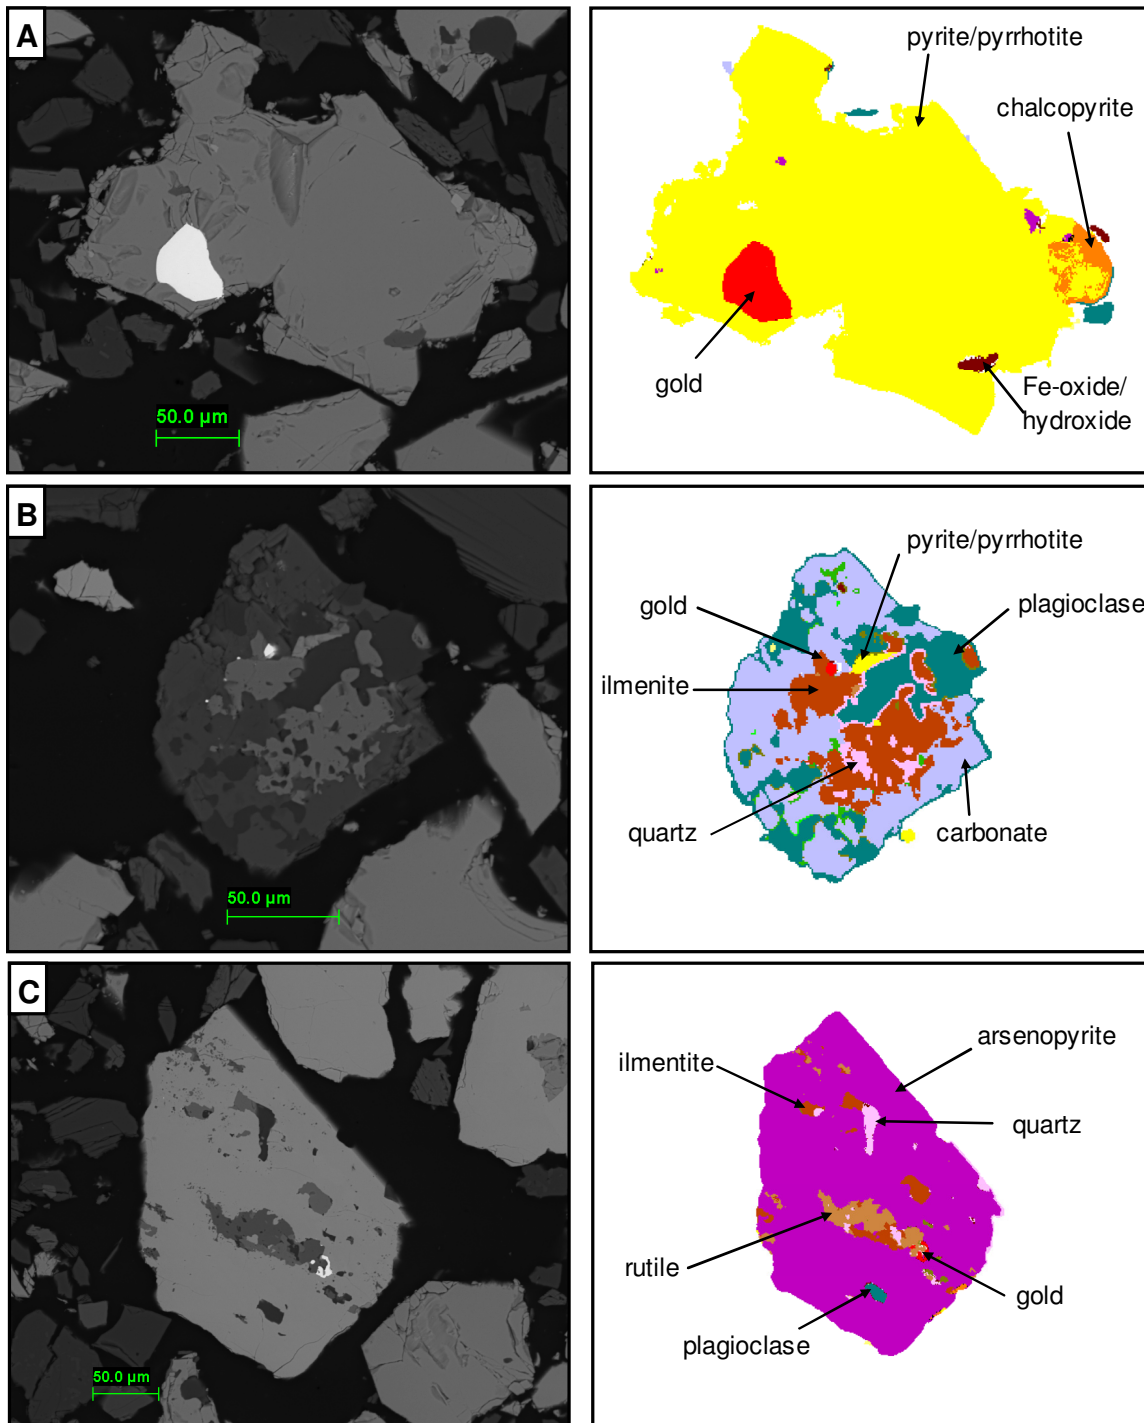 A
50.0 µm
pyrite/pyrrhotite
chalcopyrite
gold
Fe-oxide/
hydroxide
B
50.0 µm
pyrite/pyrrhotite
gold
plagioclase
ilmenite
quartz
carbonate
C
50.0 µm
arsenopyrite
ilmentite
quartz
rutile
gold
plagioclase